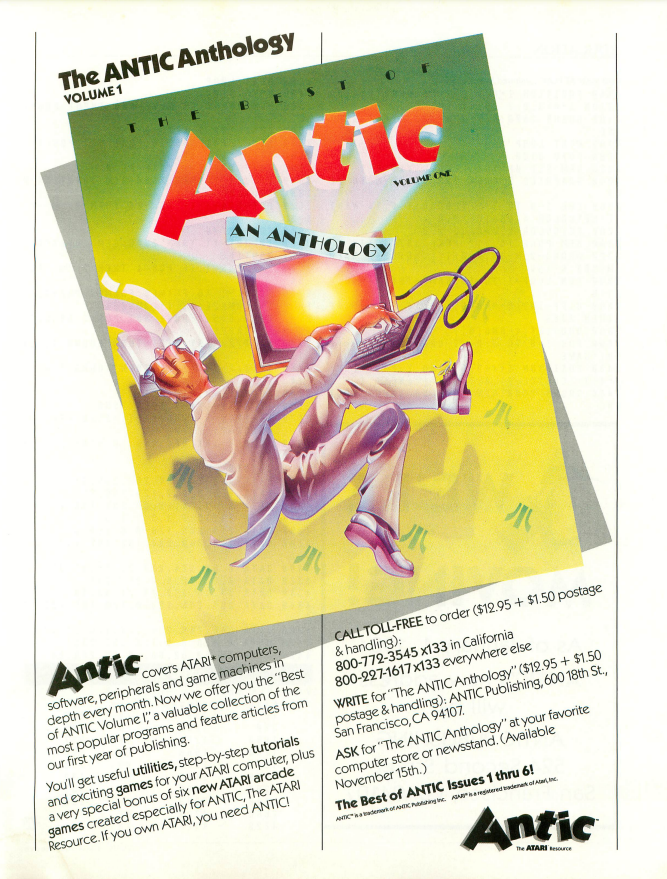 The ANTIC Anthology
VOLUME 1
THE BEST OF
Antic
VOLUME ONE
AN ANTHOLOGY
Antic™ covers ATARI® computers,
software, peripherals and game machines in
depth every month. Now we offer you the "Best
of ANTIC Volume I," a valuable collection of the
most popular programs and feature articles from
our first year of publishing.
You'll get useful utilities, step-by-step tutorials
and exciting games for your ATARI computer, plus
a very special bonus of six new ATARI arcade
games created especially for ANTIC, The ATARI
Resource. If you own ATARI, you need ANTIC!
CALL TOLL-FREE to order ($12.95 + $1.50 postage
& handling):
800-772-3545 x133 in California
800-227-1617 x133 everywhere else
WRITE for "The ANTIC Anthology" ($12.95 + $1.50
postage & handling): ANTIC Publishing, 600 18th St.,
San Francisco, CA 94107.
ASK for "The ANTIC Anthology" at your favorite
computer store or newsstand. (Available
November 15th.)
The Best of ANTIC Issues 1 thru 6!
ANTIC™ is a trademark of ANTIC Publishing Inc. ATARI® is a registered trademark of Atari, Inc.
Antic™
The ATARI Resource